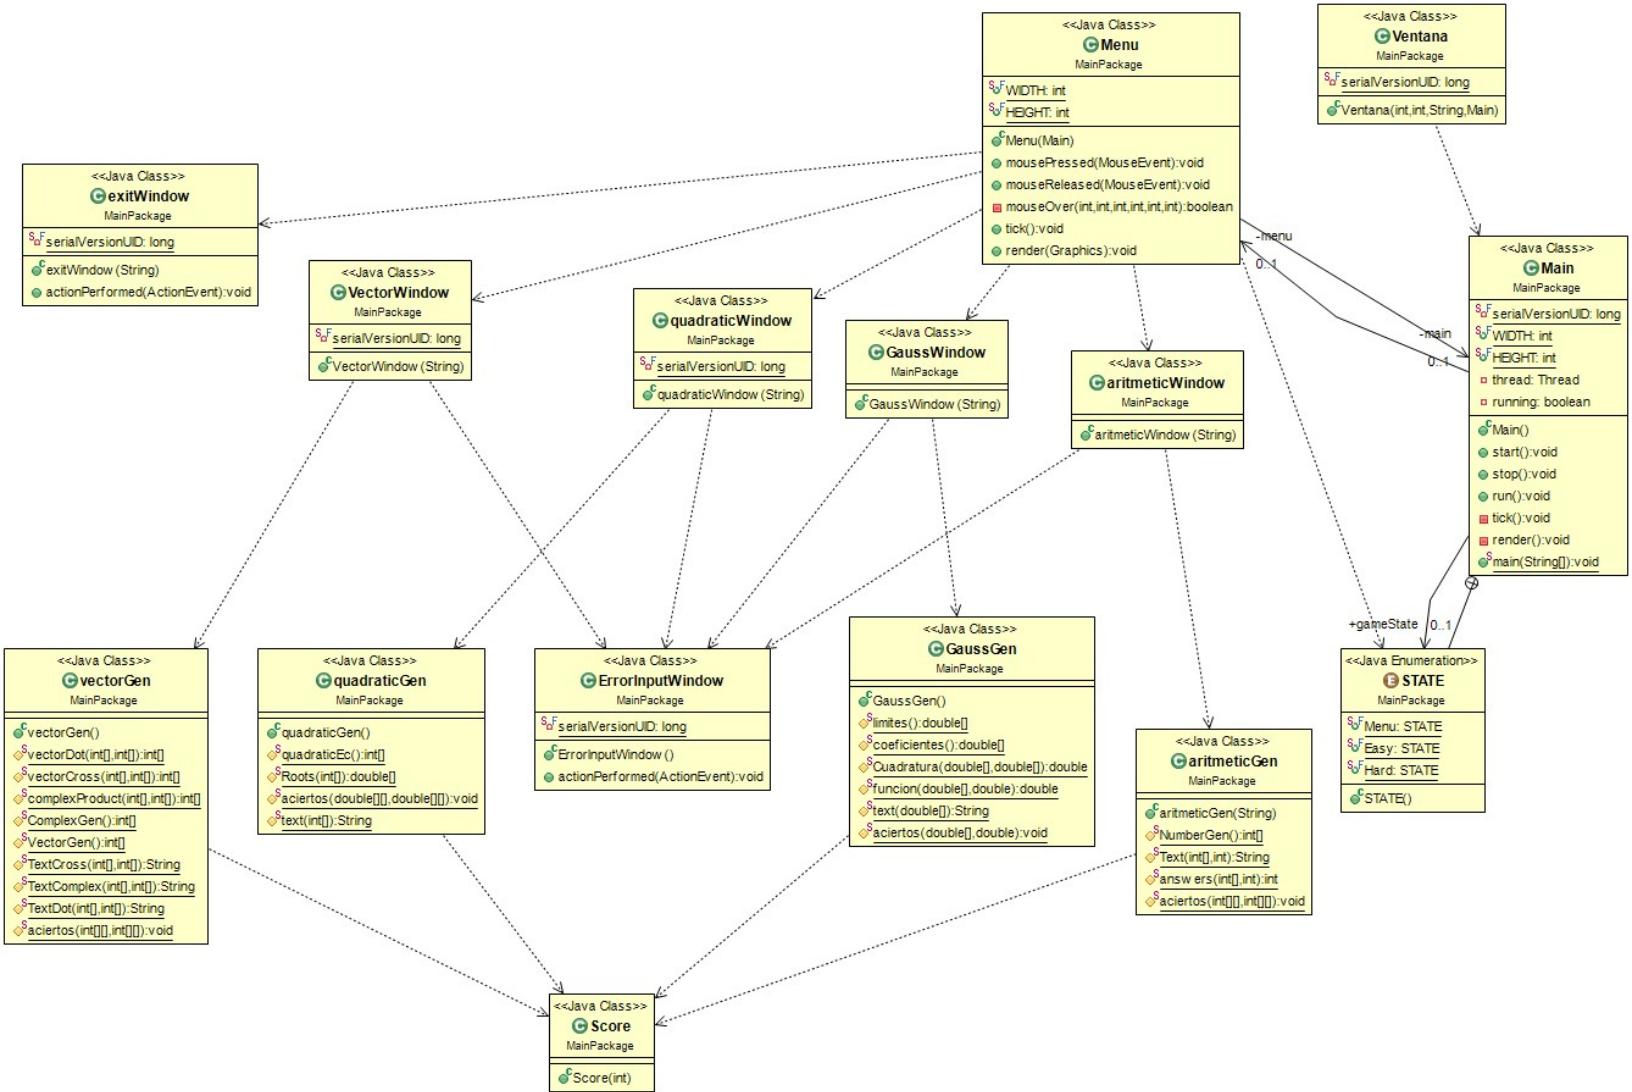 <<Java Class>>
Menu
MainPackage
WIDTH: int
HEIGHT: int
Menu(Main)
mousePressed(MouseEvent):void
mouseReleased(MouseEvent):void
mouseOver(int,int,int,int,int,int):boolean
tick():void
render(Graphics):void
<<Java Class>>
Ventana
MainPackage
serialVersionUID: long
Ventana(int,int,String,Main)
<<Java Class>>
exitWindow
MainPackage
serialVersionUID: long
exitWindow (String)
actionPerformed(ActionEvent):void
<<Java Class>>
VectorWindow
MainPackage
serialVersionUID: long
VectorWindow (String)
<<Java Class>>
quadraticWindow
MainPackage
serialVersionUID: long
quadraticWindow (String)
<<Java Class>>
GaussWindow
MainPackage
GaussWindow (String)
<<Java Class>>
aritmeticWindow
MainPackage
aritmeticWindow (String)
-menu
0..1
-main
0..1
<<Java Class>>
Main
MainPackage
serialVersionUID: long
WIDTH: int
HEIGHT: int
thread: Thread
running: boolean
Main()
start():void
stop():void
run():void
tick():void
render():void
main(String[]):void
+gameState
0..1
<<Java Class>>
vectorGen
MainPackage
vectorGen()
vectorDot(int[],int[]):int[]
vectorCross(int[],int[]):int[]
complexProduct(int[],int[]):int[]
ComplexGen():int[]
VectorGen():int[]
TextCross(int[],int[]):String
TextComplex(int[],int[]):String
TextDot(int[],int[]):String
aciertos(int[][],int[][]):void
<<Java Class>>
quadraticGen
MainPackage
quadraticGen()
quadraticEc():int[]
Roots(int[]):double[]
aciertos(double[][],double[][]):void
text(int[]):String
<<Java Class>>
ErrorInputWindow
MainPackage
serialVersionUID: long
ErrorInputWindow ()
actionPerformed(ActionEvent):void
<<Java Class>>
GaussGen
MainPackage
GaussGen()
limites():double[]
coeficientes():double[]
Cuadratura(double[],double[]):double
funcion(double[],double):double
text(double[]):String
aciertos(double[],double):void
<<Java Class>>
aritmeticGen
MainPackage
aritmeticGen(String)
NumberGen():int[]
Text(int[],int):String
answers(int[],int):int
aciertos(int[][],int[][]):void
<<Java Enumeration>>
STATE
MainPackage
Menu: STATE
Easy: STATE
Hard: STATE
STATE()
<<Java Class>>
Score
MainPackage
Score(int)